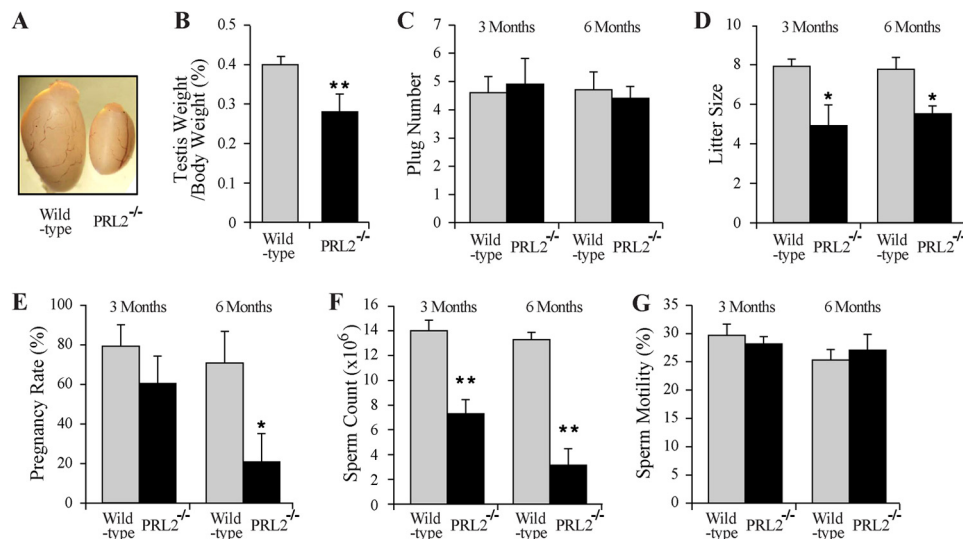 A
Wild
-type
PRL2-/-
B
Testis Weight
/Body Weight (%)
0.5
0.4
0.3
0.2
0.1
0
**
Wild
-type
PRL2-/-
C
3 Months
6 Months
Plug Number
8
7
6
5
4
3
2
1
0
Wild
-type
PRL2-/-
Wild
-type
PRL2-/-
D
3 Months
6 Months
Litter Size
10
8
6
4
2
0
*
*
Wild
-type
PRL2-/-
Wild
-type
PRL2-/-
E
3 Months
6 Months
Pregnancy Rate (%)
100
80
60
40
20
0
*
Wild
-type
PRL2-/-
Wild
-type
PRL2-/-
F
3 Months
6 Months
Sperm Count (x10⁶)
16
14
12
10
8
6
4
2
0
**
**
Wild
-type
PRL2-/-
Wild
-type
PRL2-/-
G
3 Months
6 Months
Sperm Motility (%)
35
30
25
20
15
10
5
0
Wild
-type
PRL2-/-
Wild
-type
PRL2-/-